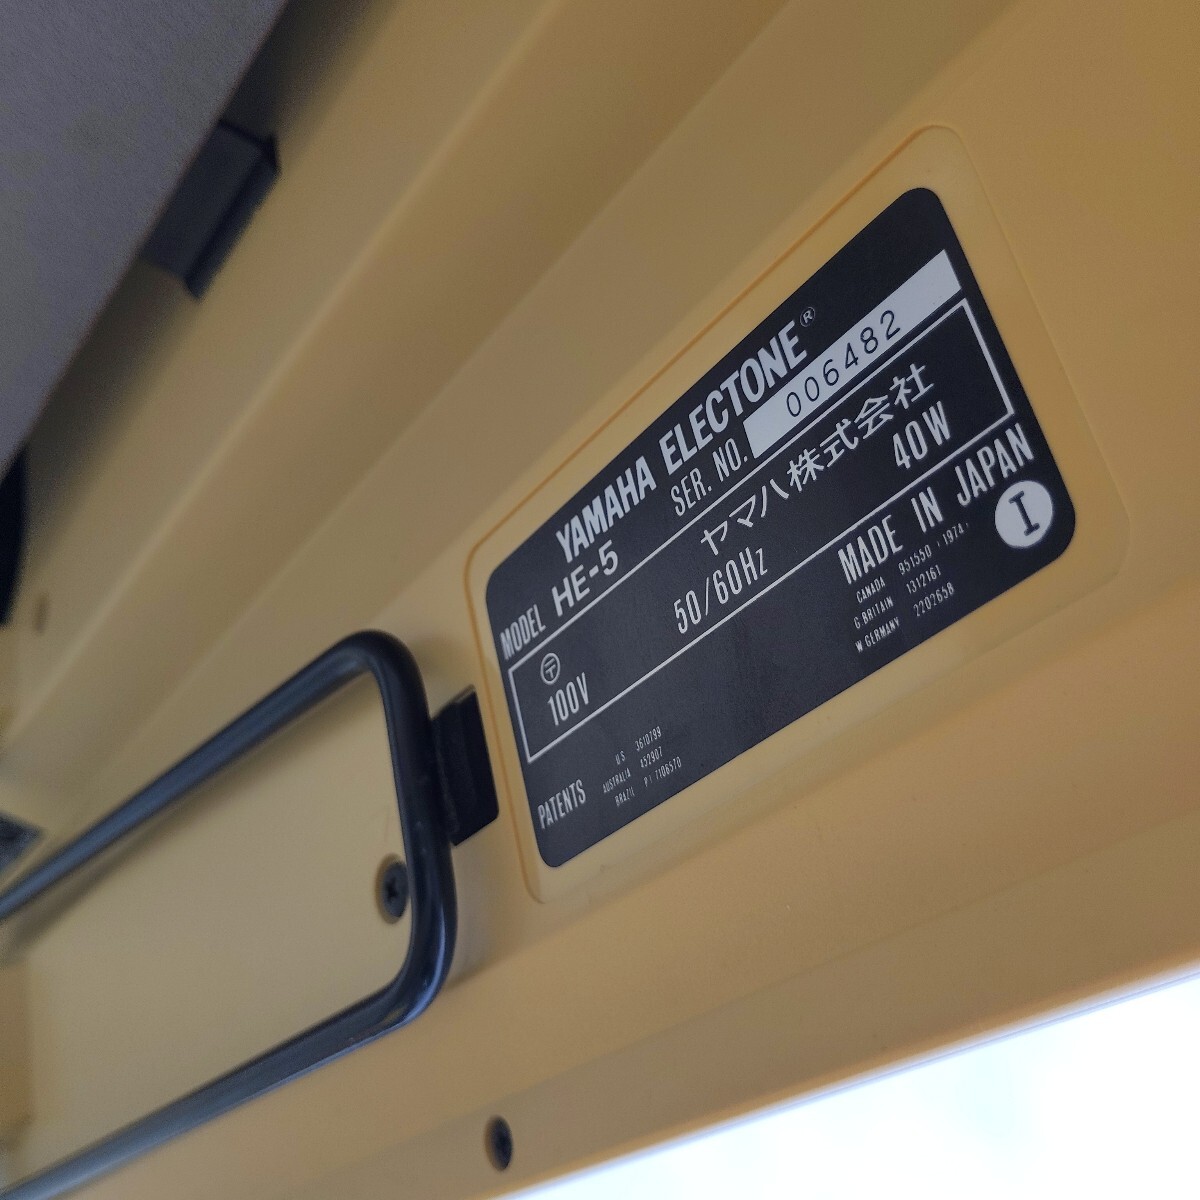 YAMAHA ELECTONE®
MODEL HE-5 SER. NO. 006482
〒 ヤマハ株式会社
100V 50/60Hz 40W
MADE IN JAPAN
I
PATENTS
U.S. 3610799
AUSTRALIA 452907
BRAZIL P.I. 7106570
CANADA 951550 , 1974.
G.BRITAIN 1312161
W.GERMANY 2202658